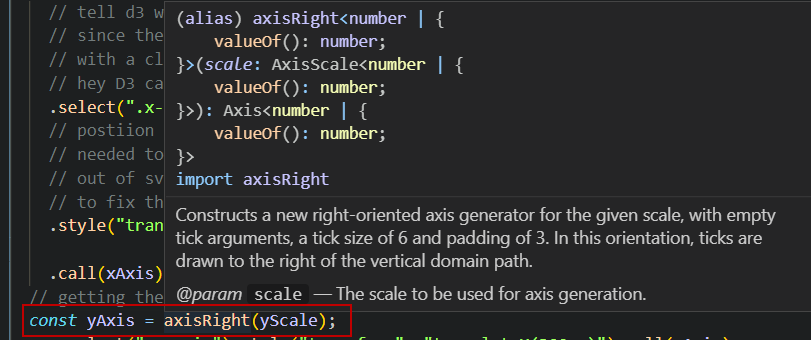 // tell d3 w
// since the
// with a cl
// hey D3 ca
.select(".x-
// postiion
// needed to
// out of sv
// to fix th
.style("tran
.call(xAxis)
// getting the
(alias) axisRight<number | {
valueOf(): number;
}>(scale: AxisScale<number | {
valueOf(): number;
}>): Axis<number | {
valueOf(): number;
}>
import axisRight
Constructs a new right-oriented axis generator for the given scale, with empty
tick arguments, a tick size of 6 and padding of 3. In this orientation, ticks are
drawn to the right of the vertical domain path.
@param scale — The scale to be used for axis generation.
const yAxis = axisRight(yScale);